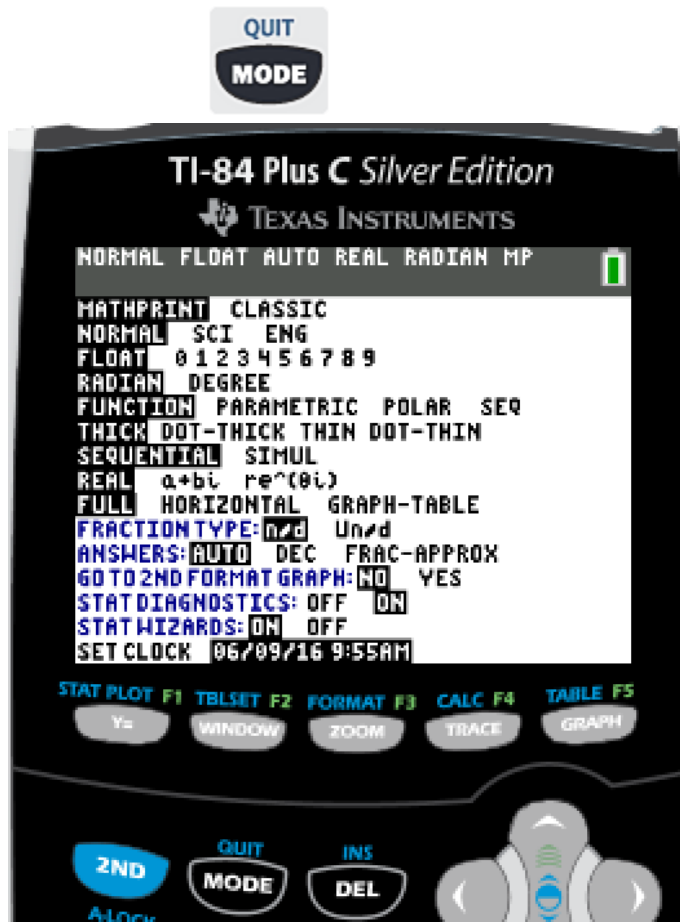 QUIT
MODE
TI-84 Plus C Silver Edition
TEXAS INSTRUMENTS
NORMAL FLOAT AUTO REAL RADIAN MP
MATHPRINT CLASSIC
NORMAL SCI ENG
FLOAT 0 1 2 3 4 5 6 7 8 9
RADIAN DEGREE
FUNCTION PARAMETRIC POLAR SEQ
THICK DOT-THICK THIN DOT-THIN
SEQUENTIAL SIMUL
REAL a+bi re^(θi)
FULL HORIZONTAL GRAPH-TABLE
FRACTION TYPE: n/d Un/d
ANSWERS: AUTO DEC FRAC-APPROX
GO TO 2ND FORMAT GRAPH: NO YES
STAT DIAGNOSTICS: OFF ON
STAT WIZARDS: ON OFF
SET CLOCK 06/09/16 9:55AM
STAT PLOT F1 TBLSET F2 FORMAT F3 CALC F4 TABLE F5
Y= WINDOW ZOOM TRACE GRAPH
QUIT INS
2ND MODE DEL
A-LOCK